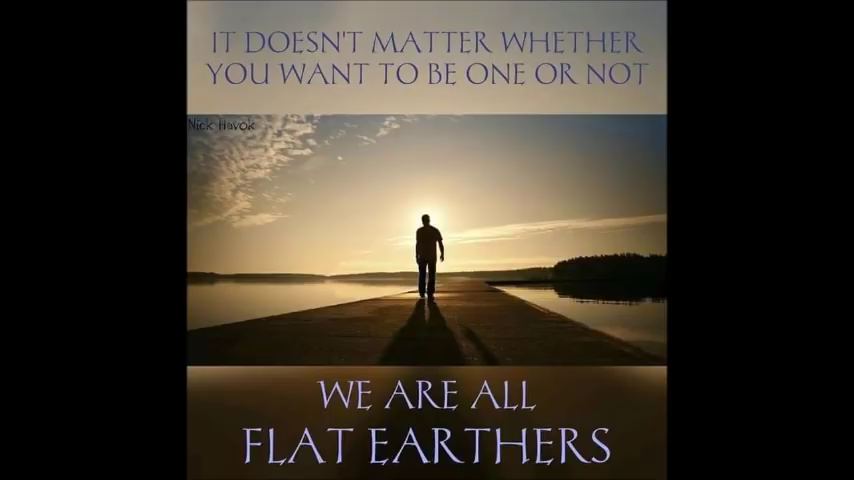 IT DOESN'T MATTER WHETHER
YOU WANT TO BE ONE OR NOT
Nick Havok
WE ARE ALL
FLAT EARTHERS